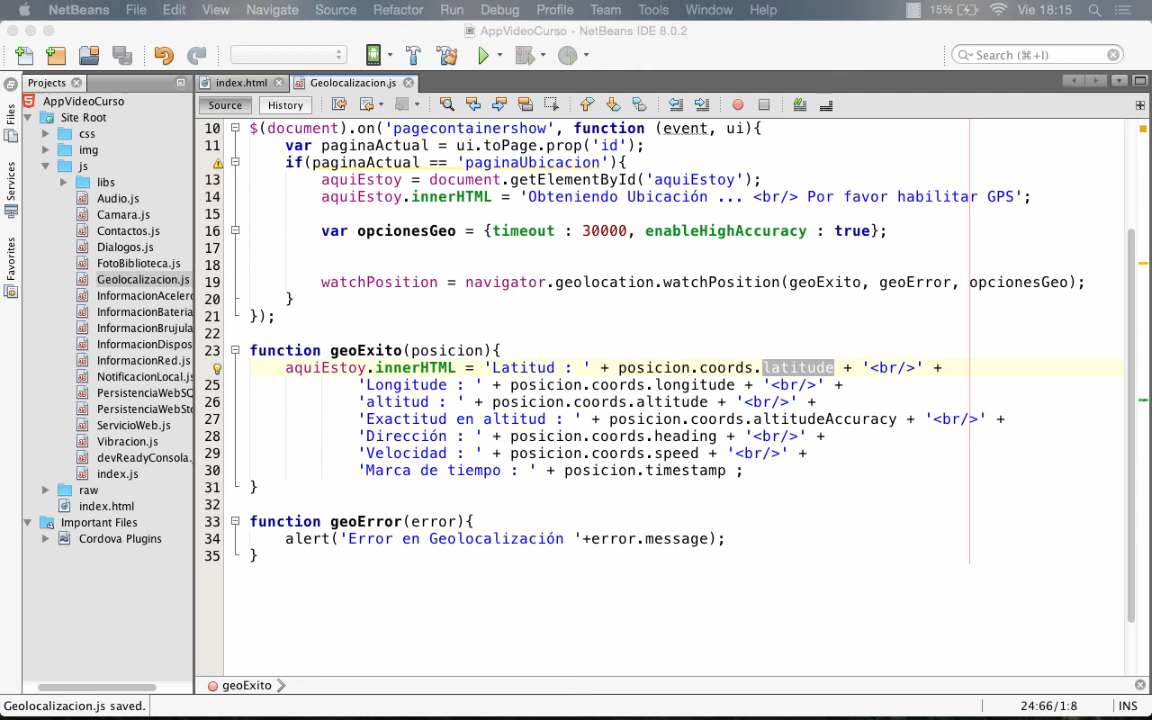 NetBeans File Edit View Navigate Source Refactor Run Debug Profile Team Tools Window Help 15% Vie 18:15
AppVideoCurso - NetBeans IDE 8.0.2
Search (⌘+I)
Projects
index.html
Geolocalizacion.js
Source History
Files
Services
Favorites
AppVideoCurso
Site Root
css
img
js
libs
Audio.js
Camara.js
Contactos.js
Dialogos.js
FotoBiblioteca.js
Geolocalizacion.js
InformacionAcelero
InformacionBateria
InformacionBrujula
InformacionDispos
InformacionRed.js
NotificacionLocal.js
PersistenciaWebSQ
PersistenciaWebSto
ServicioWeb.js
Vibracion.js
devReadyConsola.
index.js
raw
index.html
Important Files
Cordova Plugins
10 $(document).on('pagecontainershow', function (event, ui){
11 var paginaActual = ui.toPage.prop('id');
if(paginaActual == 'paginaUbicacion'){
13 aquiEstoy = document.getElementById('aquiEstoy');
14 aquiEstoy.innerHTML = 'Obteniendo Ubicación ... <br/> Por favor habilitar GPS';
15
16 var opcionesGeo = {timeout : 30000, enableHighAccuracy : true};
17
18
19 watchPosition = navigator.geolocation.watchPosition(geoExito, geoError, opcionesGeo);
20 }
21 });
22
23 function geoExito(posicion){
aquiEstoy.innerHTML = 'Latitud : ' + posicion.coords.latitude + '<br/>' +
25 'Longitude : ' + posicion.coords.longitude + '<br/>' +
26 'altitud : ' + posicion.coords.altitude + '<br/>' +
27 'Exactitud en altitud : ' + posicion.coords.altitudeAccuracy + '<br/>' +
28 'Dirección : ' + posicion.coords.heading + '<br/>' +
29 'Velocidad : ' + posicion.coords.speed + '<br/>' +
30 'Marca de tiempo : ' + posicion.timestamp ;
31 }
32
33 function geoError(error){
34 alert('Error en Geolocalización '+error.message);
35 }
geoExito
Geolocalizacion.js saved.
24:66/1:8 INS